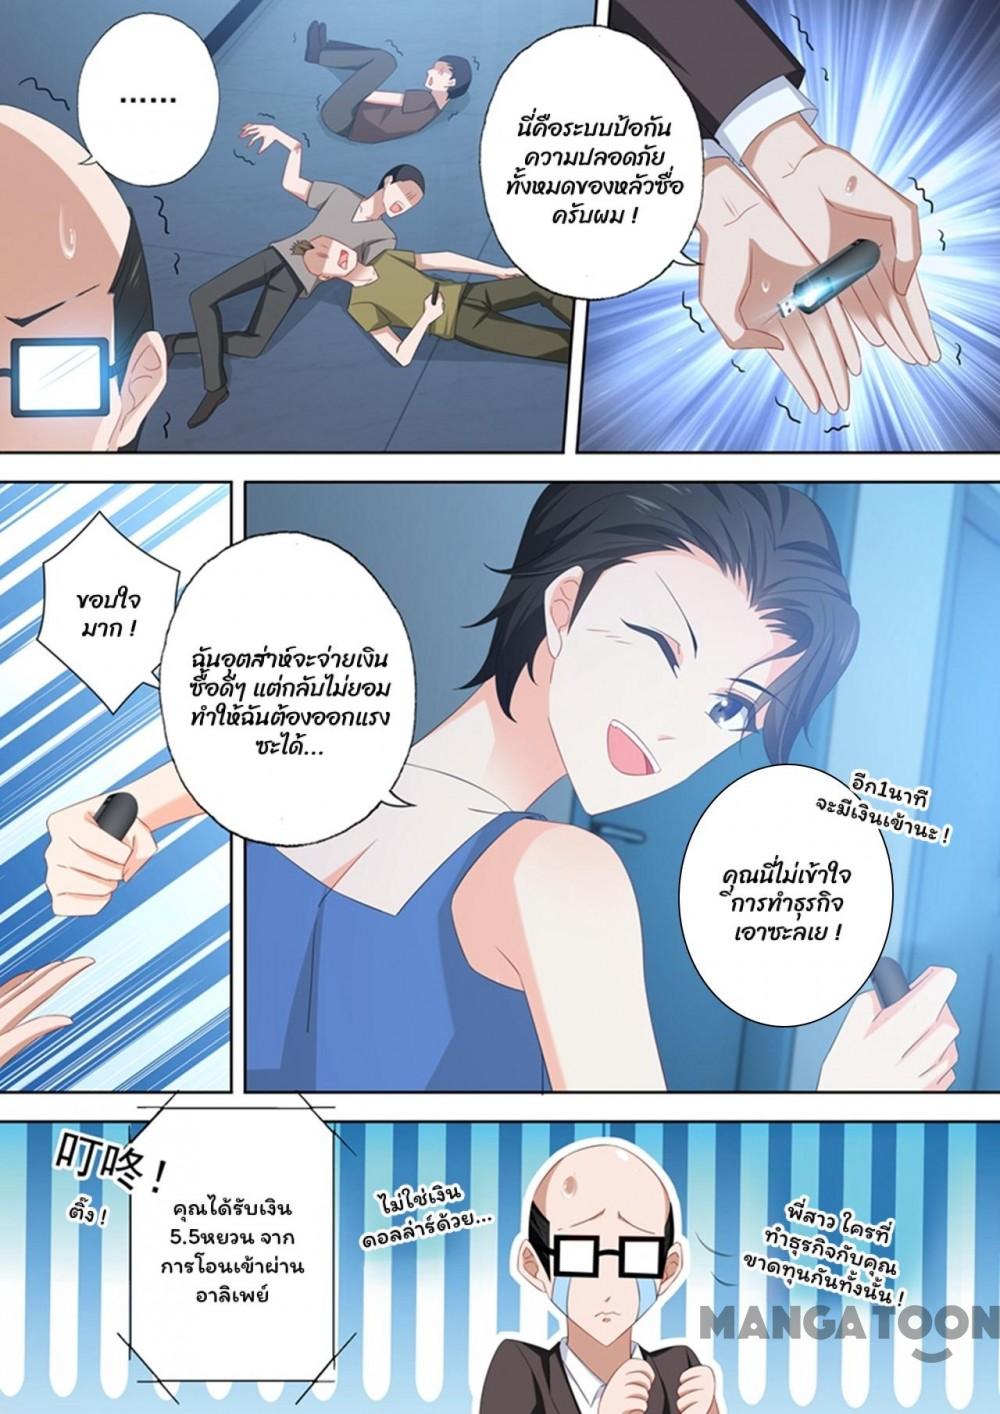 ......
นี่คือระบบป้อกัน
ความปลอดภัย
ทั้งหมดของหลัวซื่อ
ครับผม !
ขอบใจ
มาก !
ฉันอุตส่าห์จะจ่ายเงิน
ซื้อดีๆ แต่กลับไม่ยอม
ทำให้ฉันต้องออกแรง
ซะได้...
อีก1นาที
จะมีเงินเข้านะ !
คุณนี่ไม่เข้าใจ
การทำธุรกิจ
เอาซะลเย !
叮咚!
ติ๊ง !
คุณได้รับเงิน
5.5หยวน จาก
การโอนเข้าผ่าน
อาลิเพย์
ไม่ใช่เงิน
ดอลล่าร์ด้วย...
พี่สาว ใครที่
ทำธุรกิจกับคุณ
ขาดทุนกันทั้งนั้น !
MANGATOON